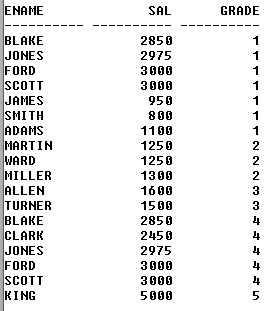 ENAME SAL GRADE
---------- ---------- ----------
BLAKE 2850 1
JONES 2975 1
FORD 3000 1
SCOTT 3000 1
JAMES 950 1
SMITH 800 1
ADAMS 1100 1
MARTIN 1250 2
WARD 1250 2
MILLER 1300 2
ALLEN 1600 3
TURNER 1500 3
BLAKE 2850 4
CLARK 2450 4
JONES 2975 4
FORD 3000 4
SCOTT 3000 4
KING 5000 5